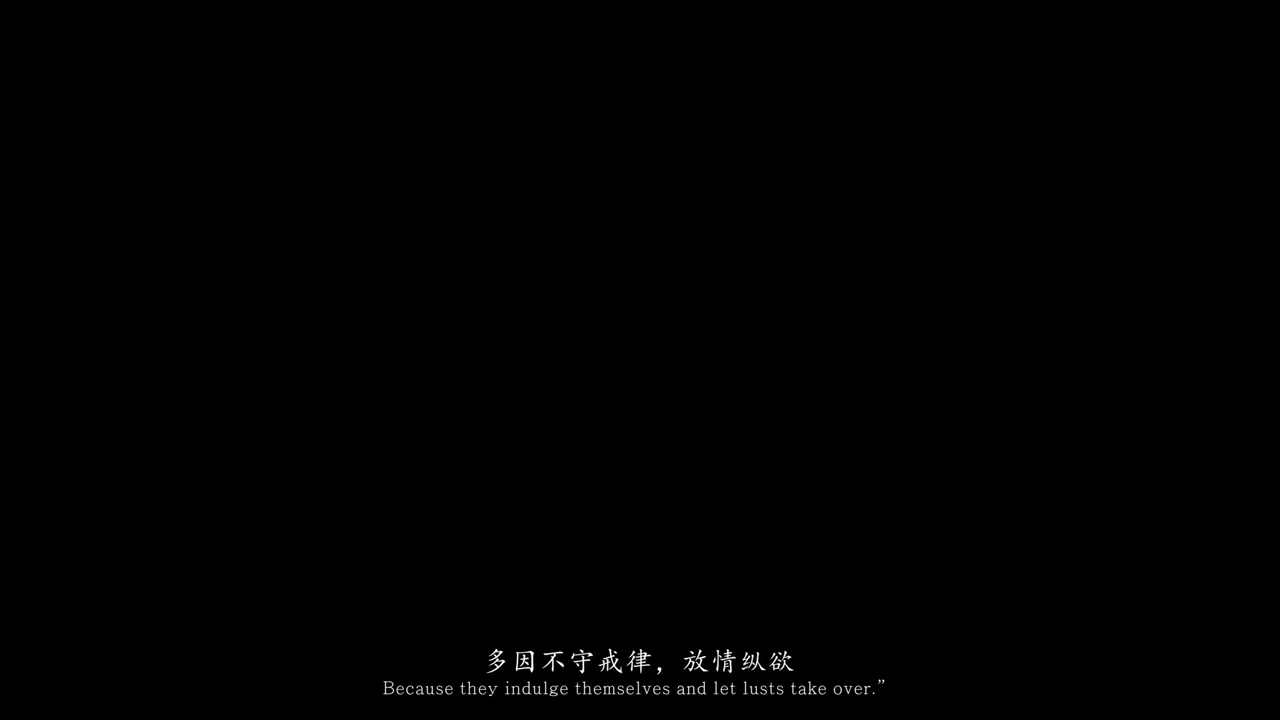 多因不守戒律，放情纵欲
Because they indulge themselves and let lusts take over.”